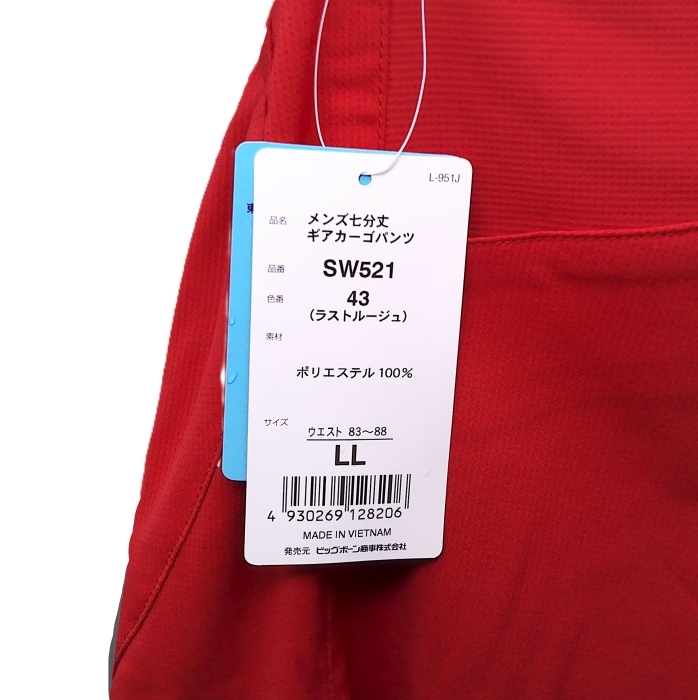 L-951J
品名 メンズ七分丈
ギアカーゴパンツ
品番 SW521
色番 43
（ラストルージュ）
素材
ポリエステル 100%
サイズ
ウエスト 83〜88
LL
4 930269 128206
MADE IN VIETNAM
発売元 ビッグボーン商事株式会社
東